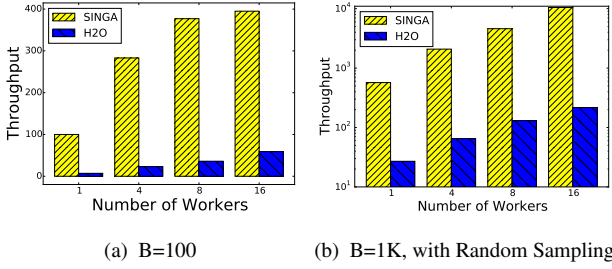 400
300
200
100
0
Throughput
SINGA
H2O
1 4 8 16
Number of Workers
(a) B=100
10^4
10^3
10^2
10^1
Throughput
SINGA
H2O
1 4 8 16
Number of Workers
(b) B=1K, with Random Sampling